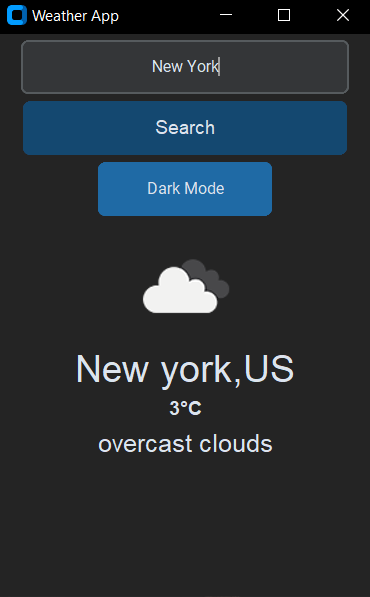 Weather App
New York
Search
Dark Mode
New york,US
3°C
overcast clouds